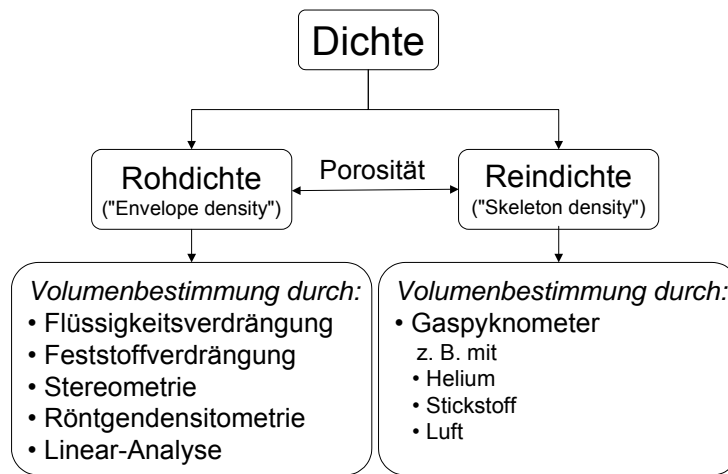 Dichte
Rohdichte
("Envelope density")
Porosität
Reindichte
("Skeleton density")
Volumenbestimmung durch:
• Flüssigkeitsverdrängung
• Feststoffverdrängung
• Stereometrie
• Röntgendensitometrie
• Linear-Analyse
Volumenbestimmung durch:
• Gaspyknometer
z. B. mit
• Helium
• Stickstoff
• Luft